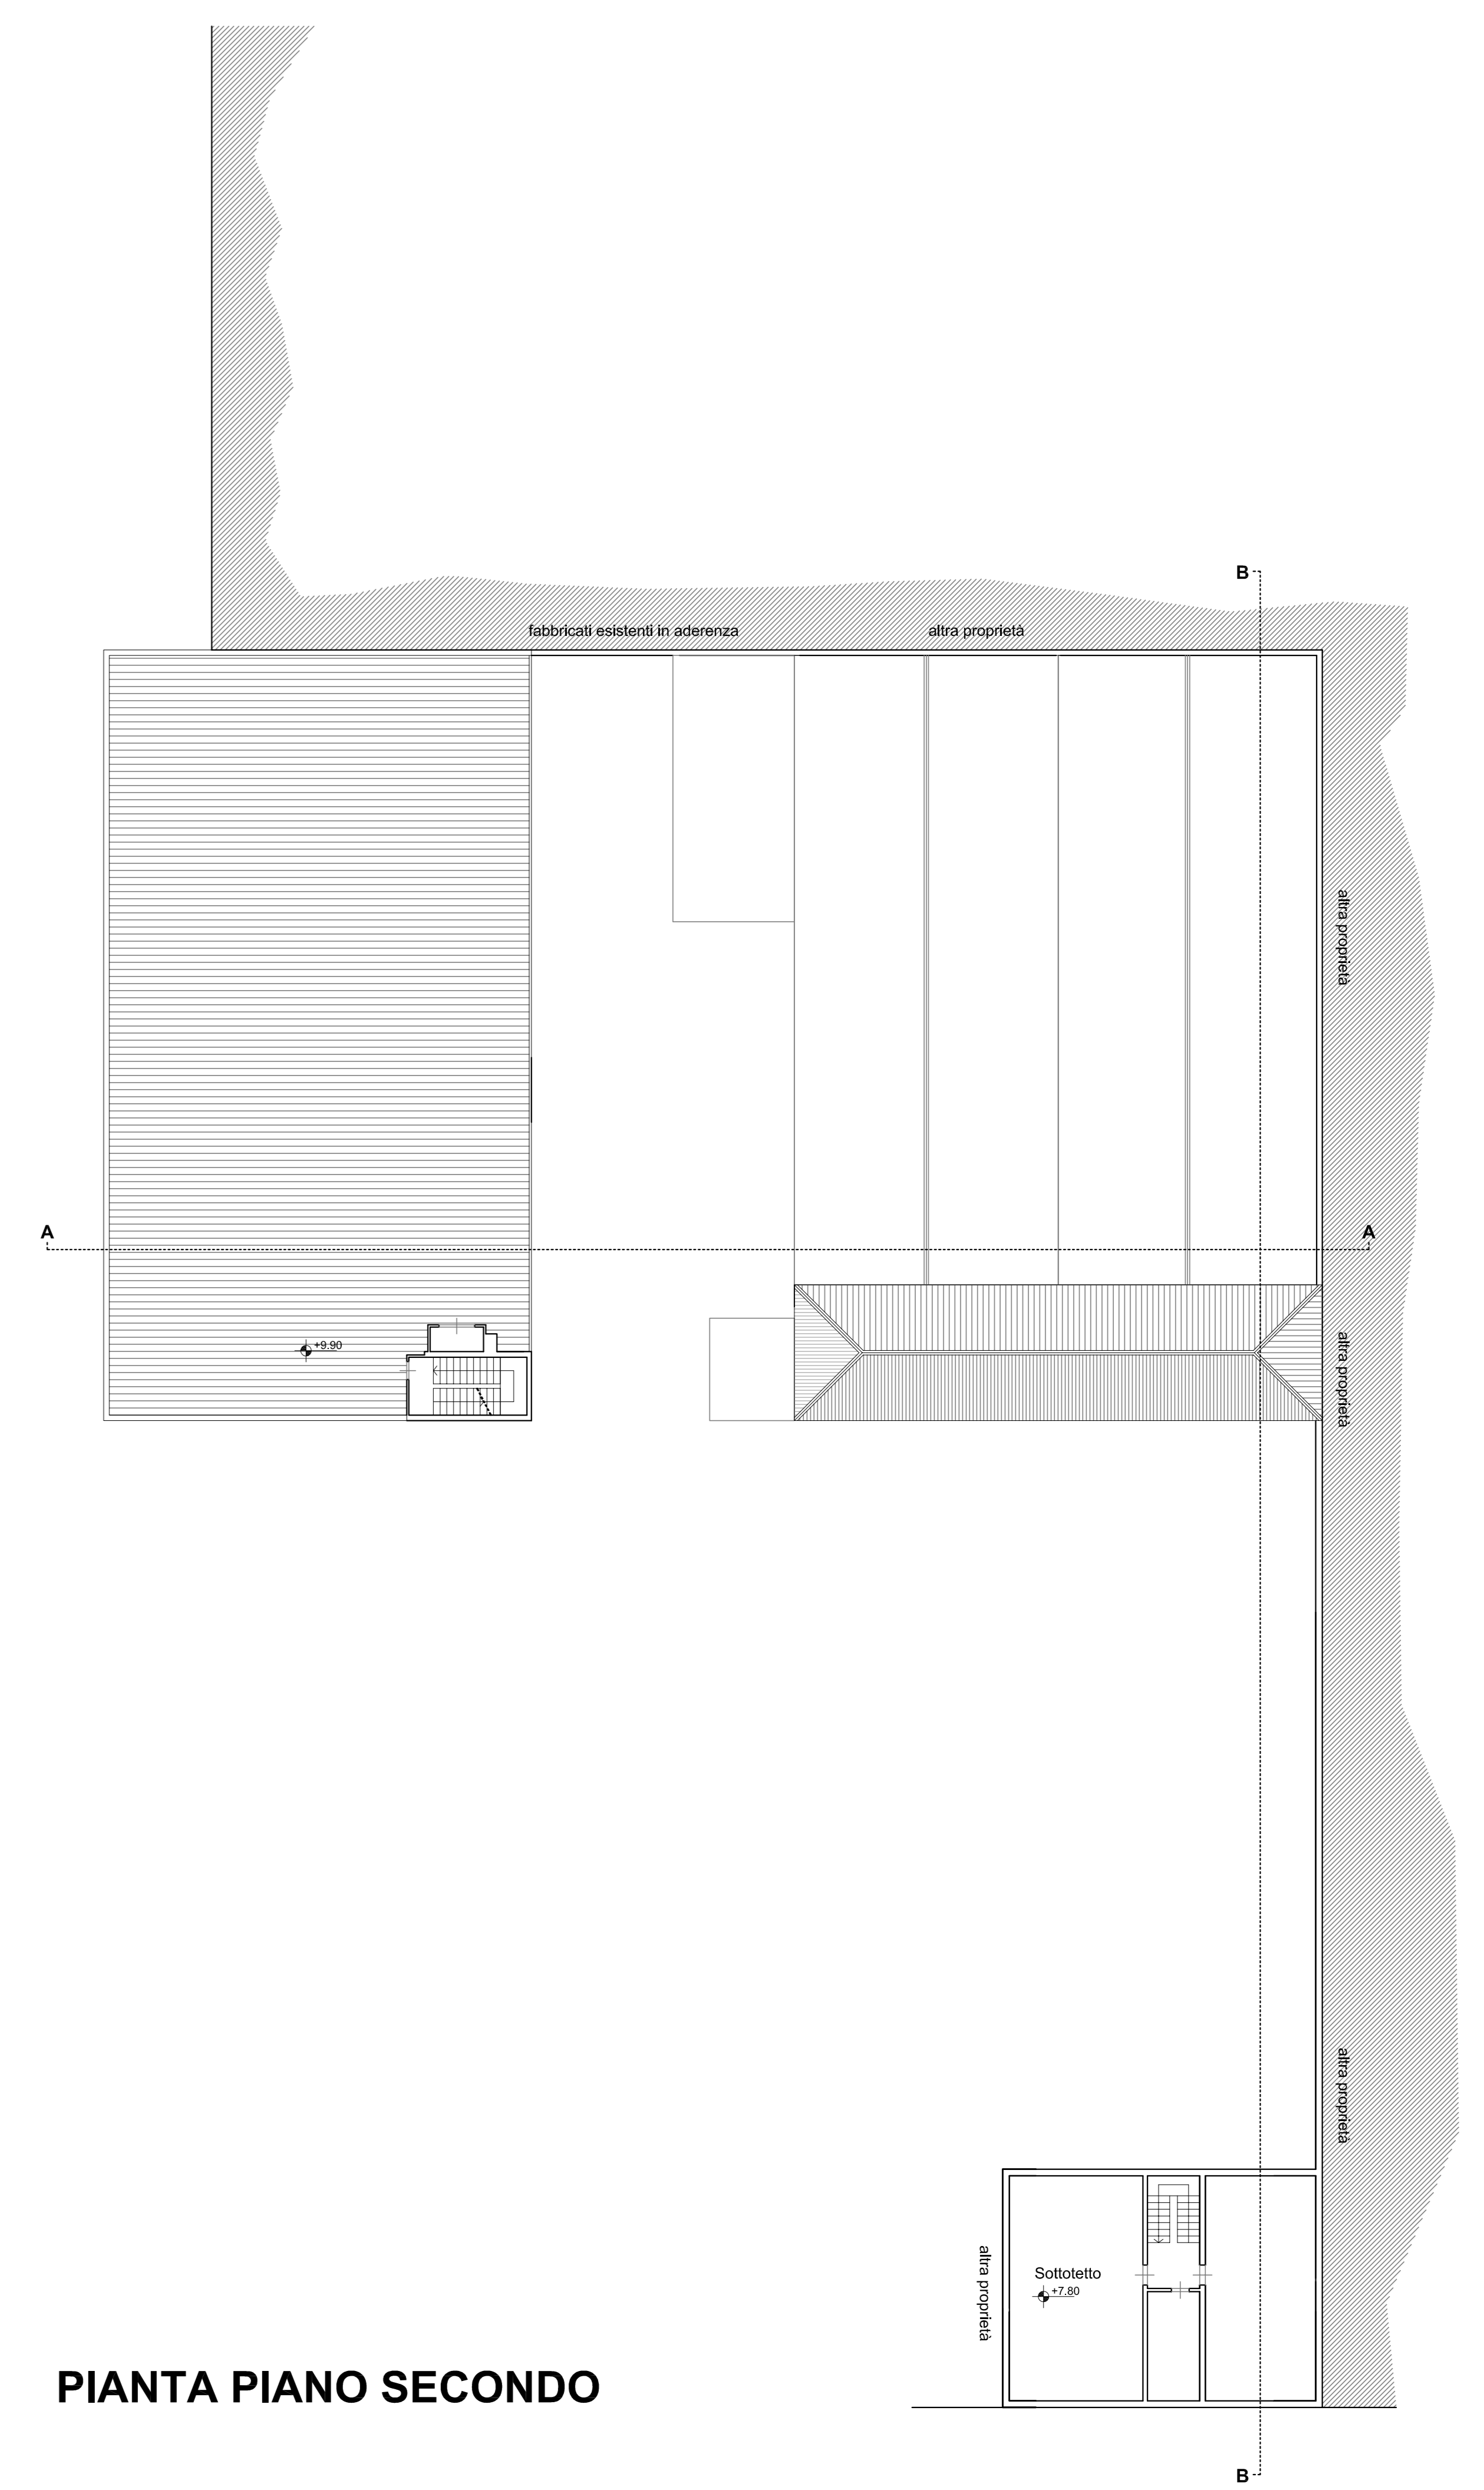 B
fabbricati esistenti in aderenza
altra proprietà
altra proprietà
A
A
+9.90
altra proprietà
altra proprietà
altra proprietà
Sottotetto
+7.80
PIANTA PIANO SECONDO
B